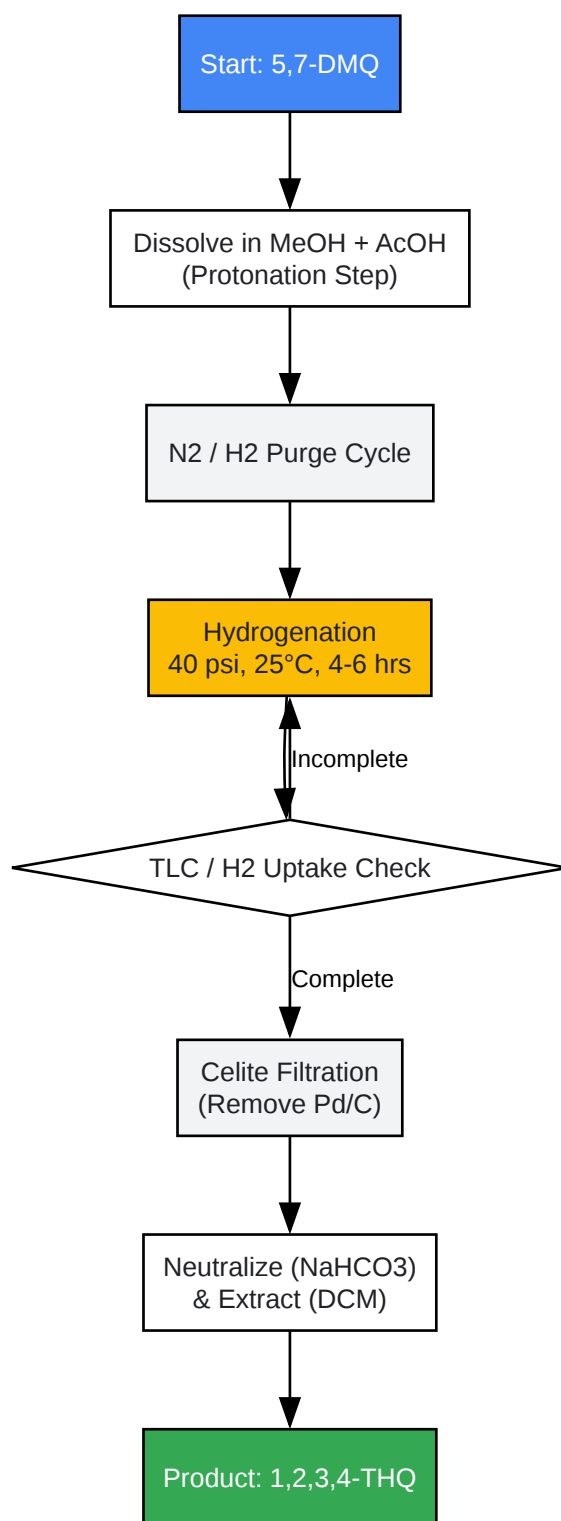 Start: 5,7-DMQ
Dissolve in MeOH + AcOH
(Protonation Step)
N2 / H2 Purge Cycle
Hydrogenation
40 psi, 25°C, 4-6 hrs
Incomplete
TLC / H2 Uptake Check
Complete
Celite Filtration
(Remove Pd/C)
Neutralize (NaHCO3)
& Extract (DCM)
Product: 1,2,3,4-THQ